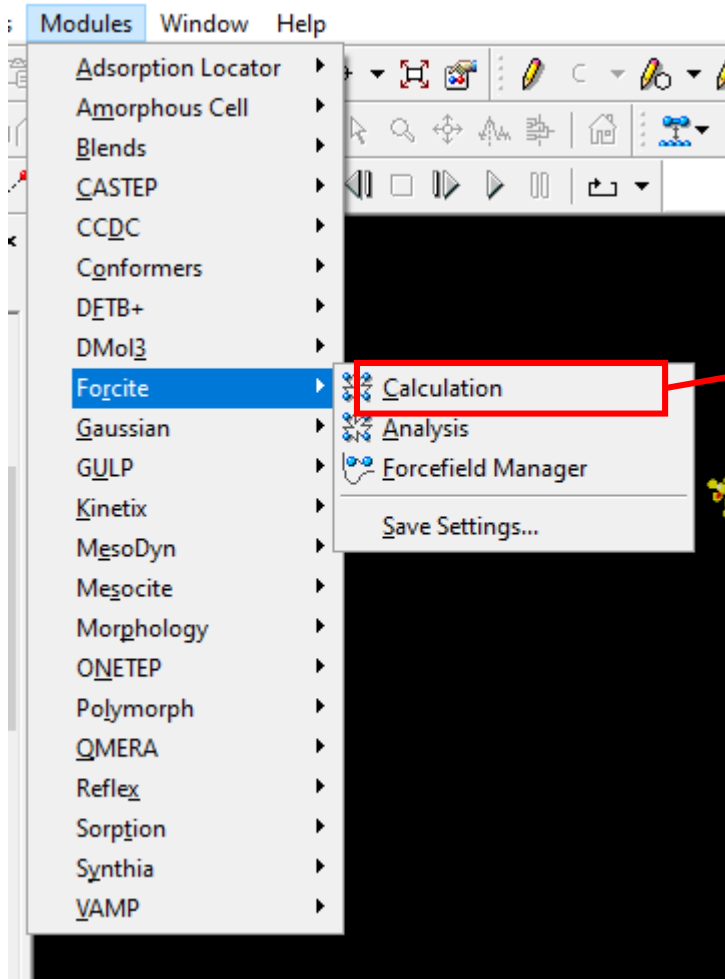 Modules Window Help
Adsorption Locator
Amorphous Cell
Blends
CASTEP
CCDC
Conformers
DFTB+
DMol3
Forcite
Calculation
Gaussian
Analysis
GULP
Forcefield Manager
Kinetix
Save Settings...
MesoDyn
Mesocite
Morphology
ONETEP
Polymorph
QMERA
Reflex
Sorption
Synthia
VAMP